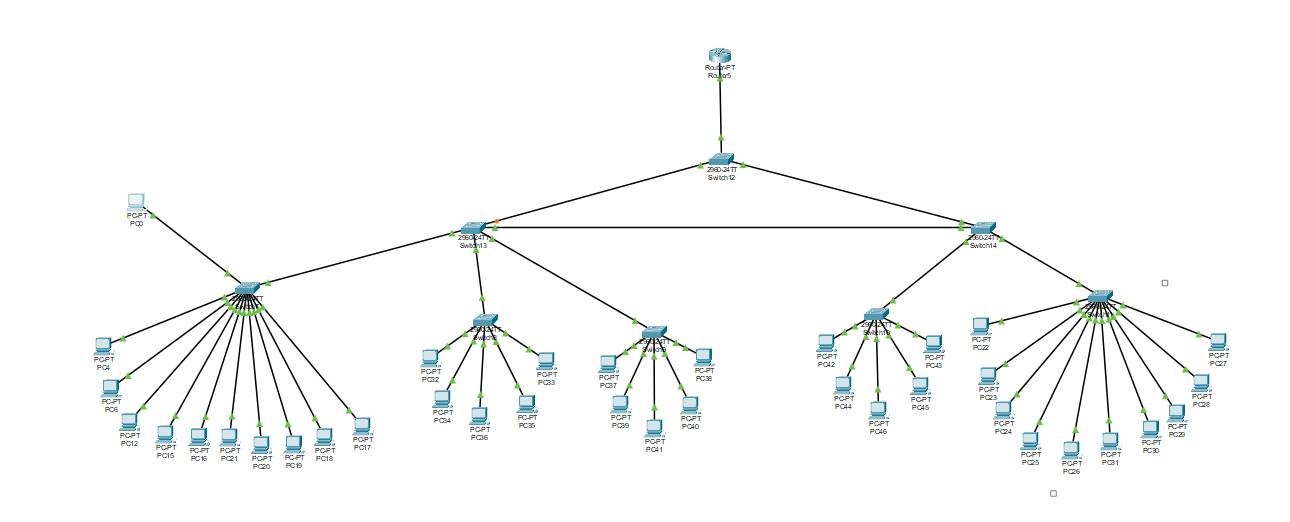 Router-PT
Router5
2960-24TT
Switch12
PC-PT
PC0
2960-24TT
Switch13
2960-24TT
Switch14
PC-PT
PC4
PC-PT
PC6
PC-PT
PC12
PC-PT
PC15
PC-PT
PC16
PC-PT
PC21
PC-PT
PC20
PC-PT
PC19
PC-PT
PC18
PC-PT
PC17
2960-24TT
PC-PT
PC32
PC-PT
PC34
PC-PT
PC36
PC-PT
PC35
PC-PT
PC33
2960-24TT
PC-PT
PC37
PC-PT
PC39
PC-PT
PC41
PC-PT
PC40
PC-PT
PC38
2960-24TT
PC-PT
PC42
PC-PT
PC44
PC-PT
PC46
PC-PT
PC45
PC-PT
PC43
PC-PT
PC22
PC-PT
PC23
PC-PT
PC24
PC-PT
PC25
PC-PT
PC26
PC-PT
PC31
PC-PT
PC30
PC-PT
PC29
PC-PT
PC28
PC-PT
PC27